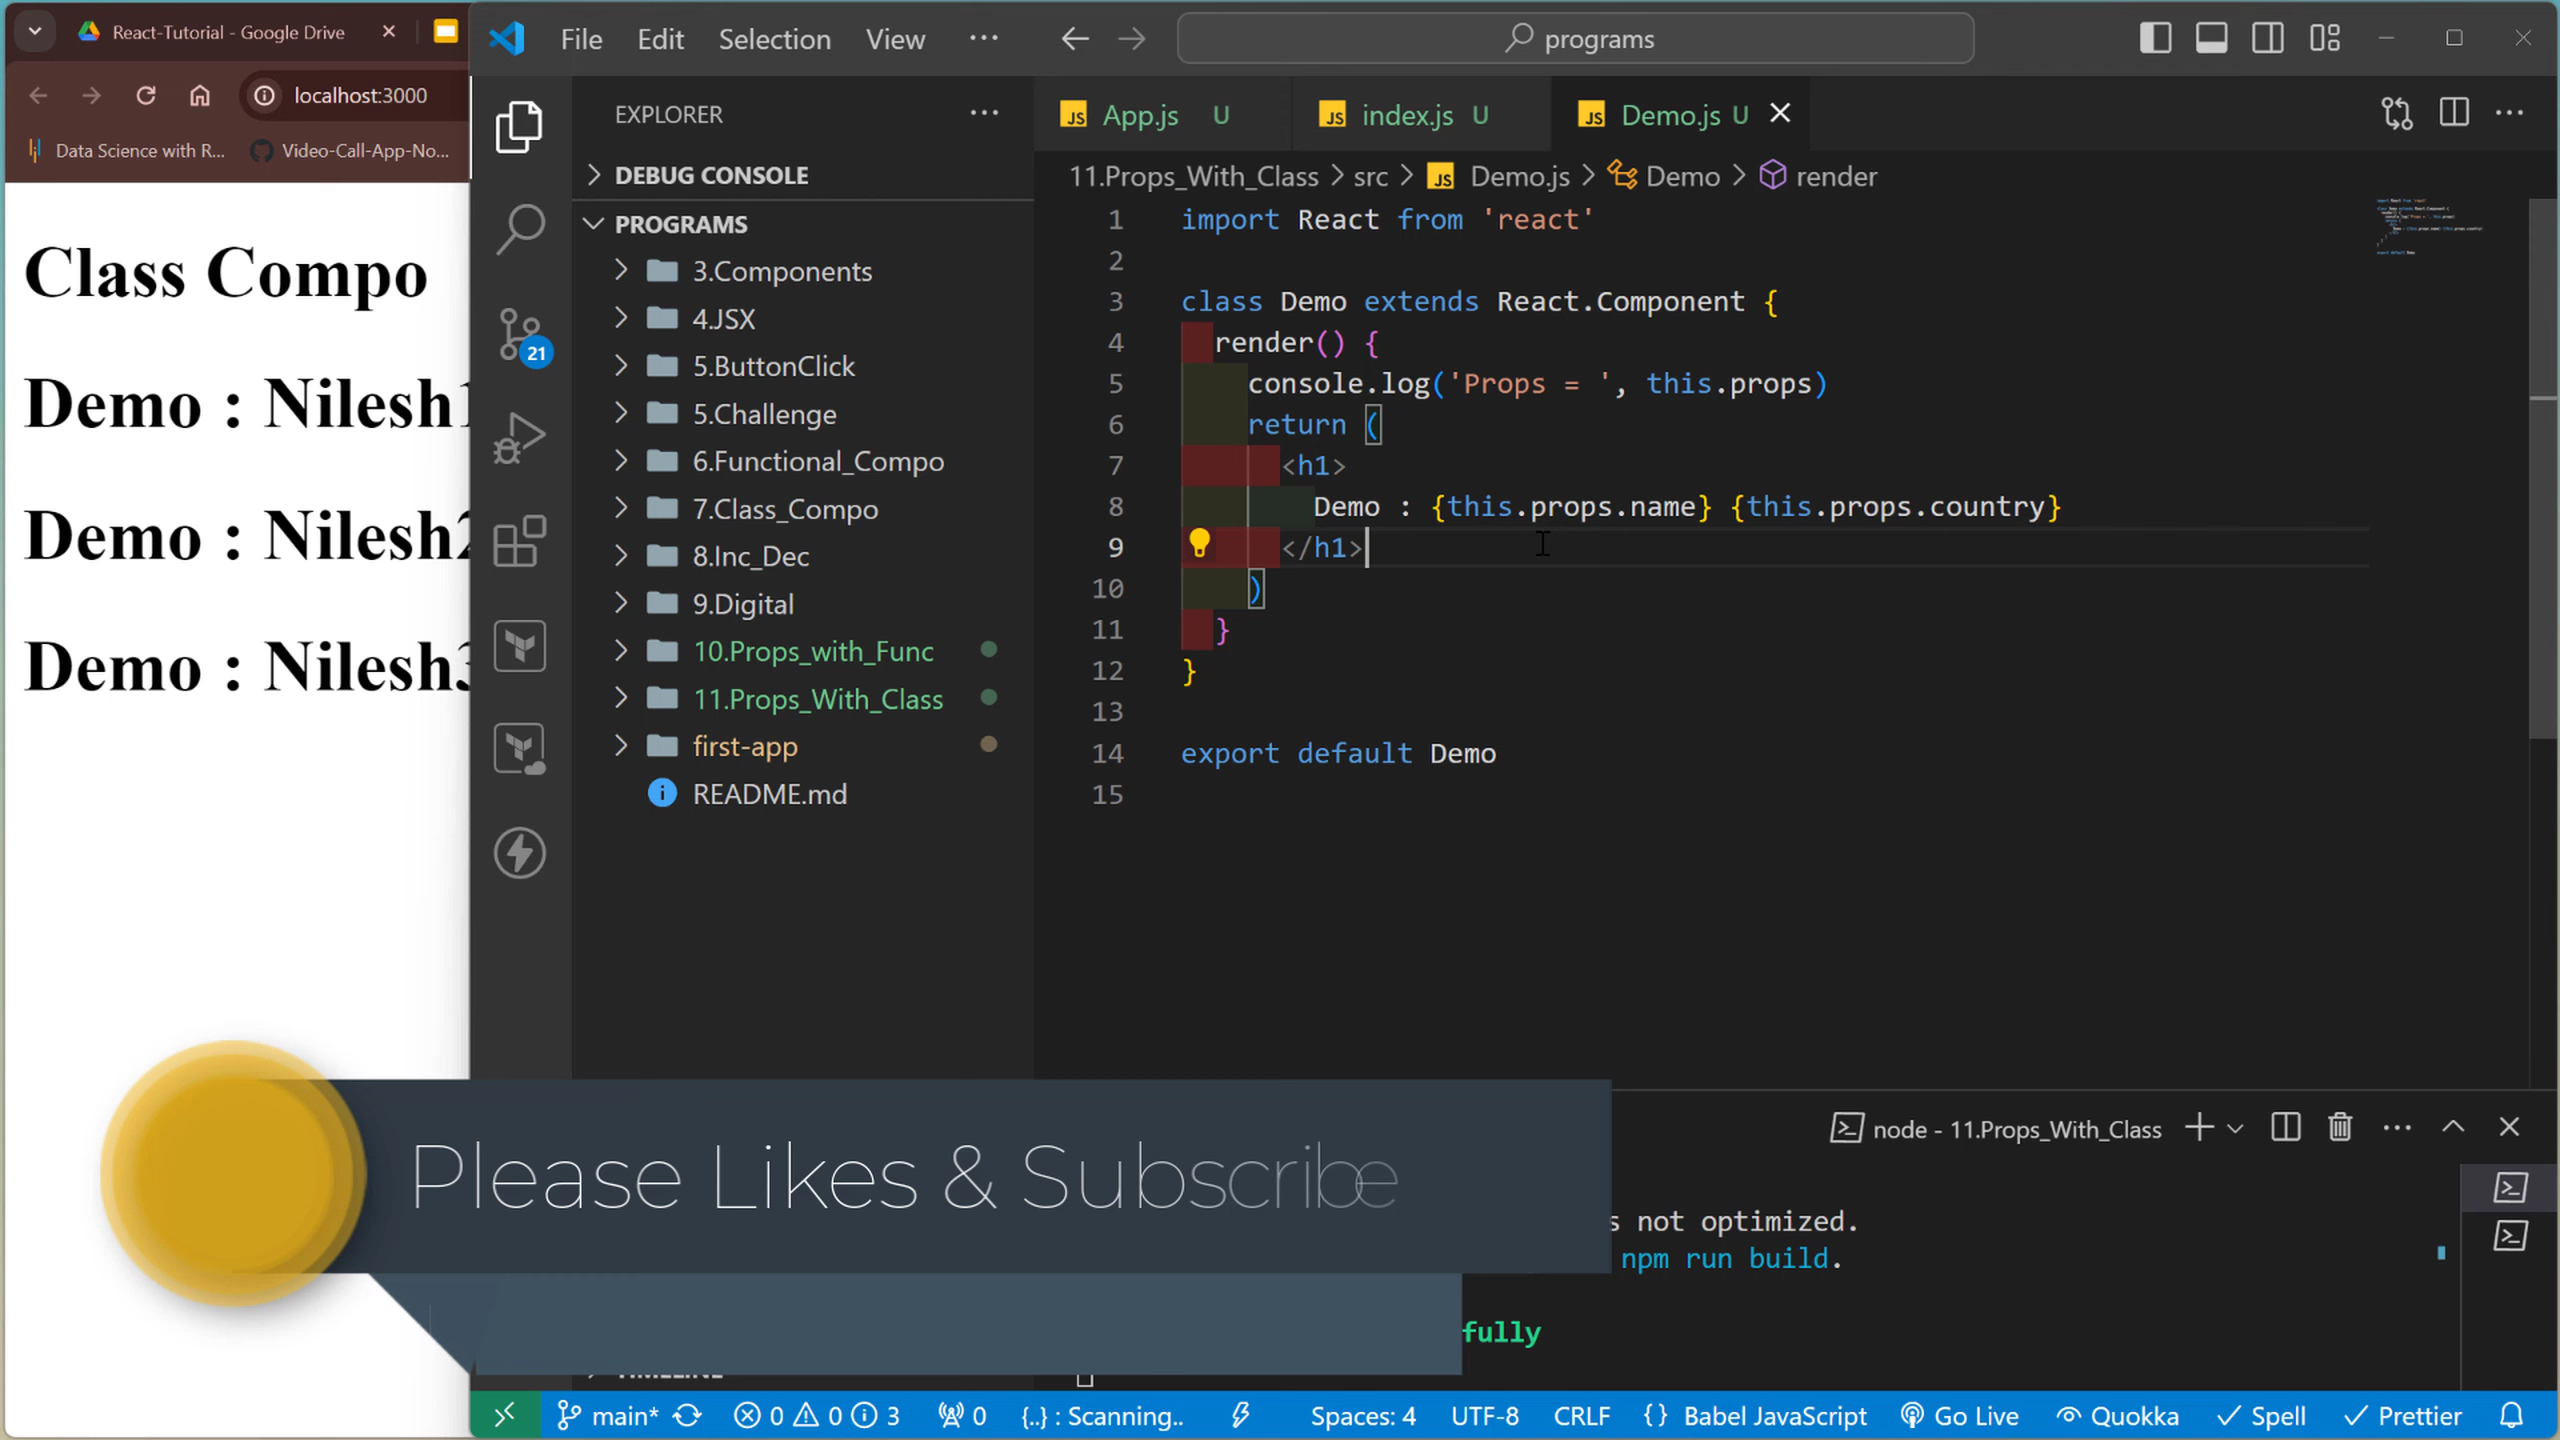 React-Tutorial - Google Drive
localhost:3000
Data Science with R...
Video-Call-App-No...
Class Compo
Demo : Nilesh1
Demo : Nilesh2
Demo : Nilesh3
File Edit Selection View ...
programs
EXPLORER ...
DEBUG CONSOLE
PROGRAMS
3.Components
4.JSX
5.ButtonClick
5.Challenge
6.Functional_Compo
7.Class_Compo
8.Inc_Dec
9.Digital
10.Props_with_Func
11.Props_With_Class
first-app
README.md
21
JS App.js U
JS index.js U
JS Demo.js U
11.Props_With_Class > src > JS Demo.js > Demo > render
1 import React from 'react'
2
3 class Demo extends React.Component {
4 render() {
5 console.log('Props = ', this.props)
6 return (
7 <h1>
8 Demo : {this.props.name} {this.props.country}
9 </h1>
10 )
11 }
12 }
13
14 export default Demo
15
node - 11.Props_With_Class
s not optimized.
npm run build.
fully
Please Likes & Subscribe
TIMELINE
main* 0 0 3 0 {..} : Scanning.. Spaces: 4 UTF-8 CRLF {} Babel JavaScript Go Live Quokka Spell Prettier